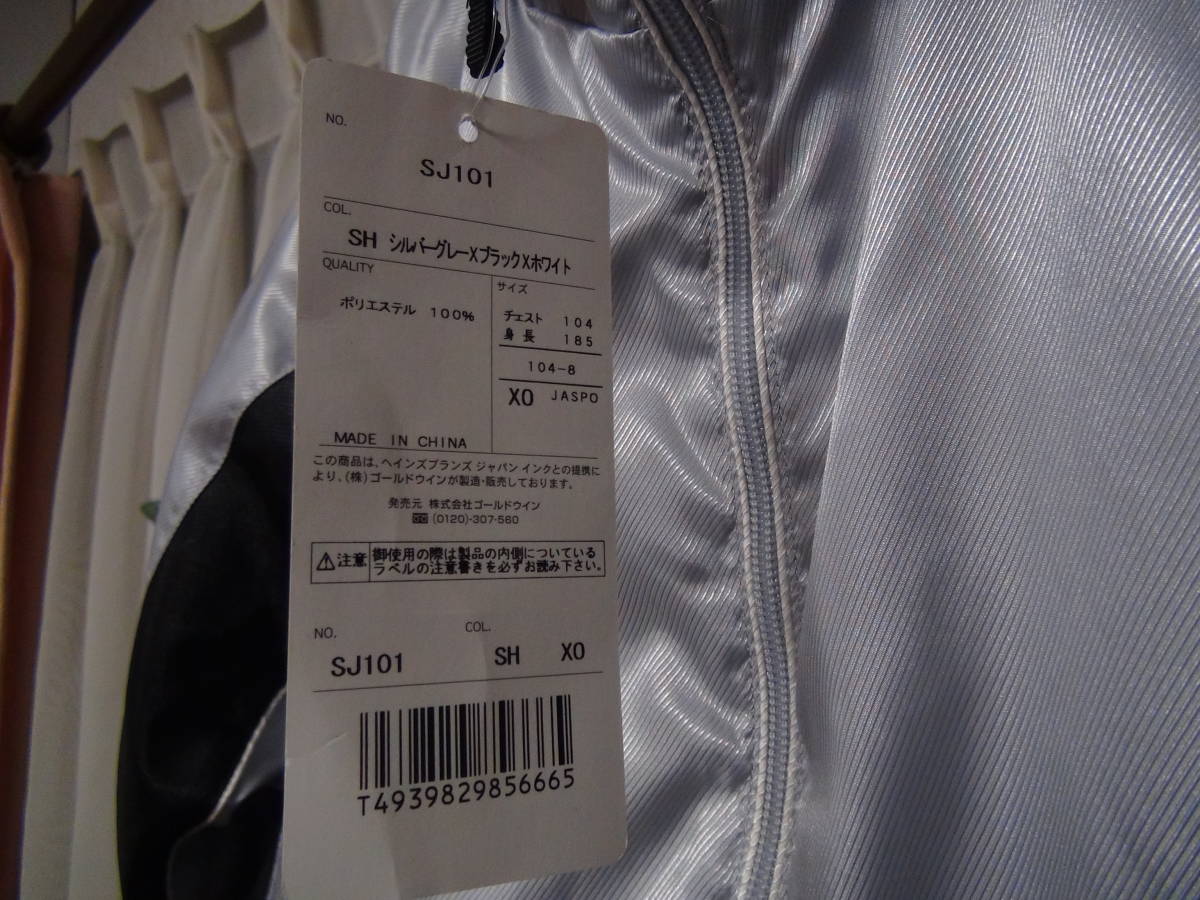 NO.
SJ101
COL.
SH シルバーグレーXブラックXホワイト
QUALITY
ポリエステル 100%
サイズ
チェスト 104
身長 185
104-8
XO JASPO
MADE IN CHINA
この商品は、ヘインズブランズ ジャパン インクとの提携に
より、(株)ゴールドウインが製造・販売しております。
発売元 株式会社ゴールドウイン
(0120)-307-560
注意 御使用の際は製品の内側についている
ラベルの注意書きを必ずお読み下さい。
NO. COL.
SJ101 SH XO
T4939829856665